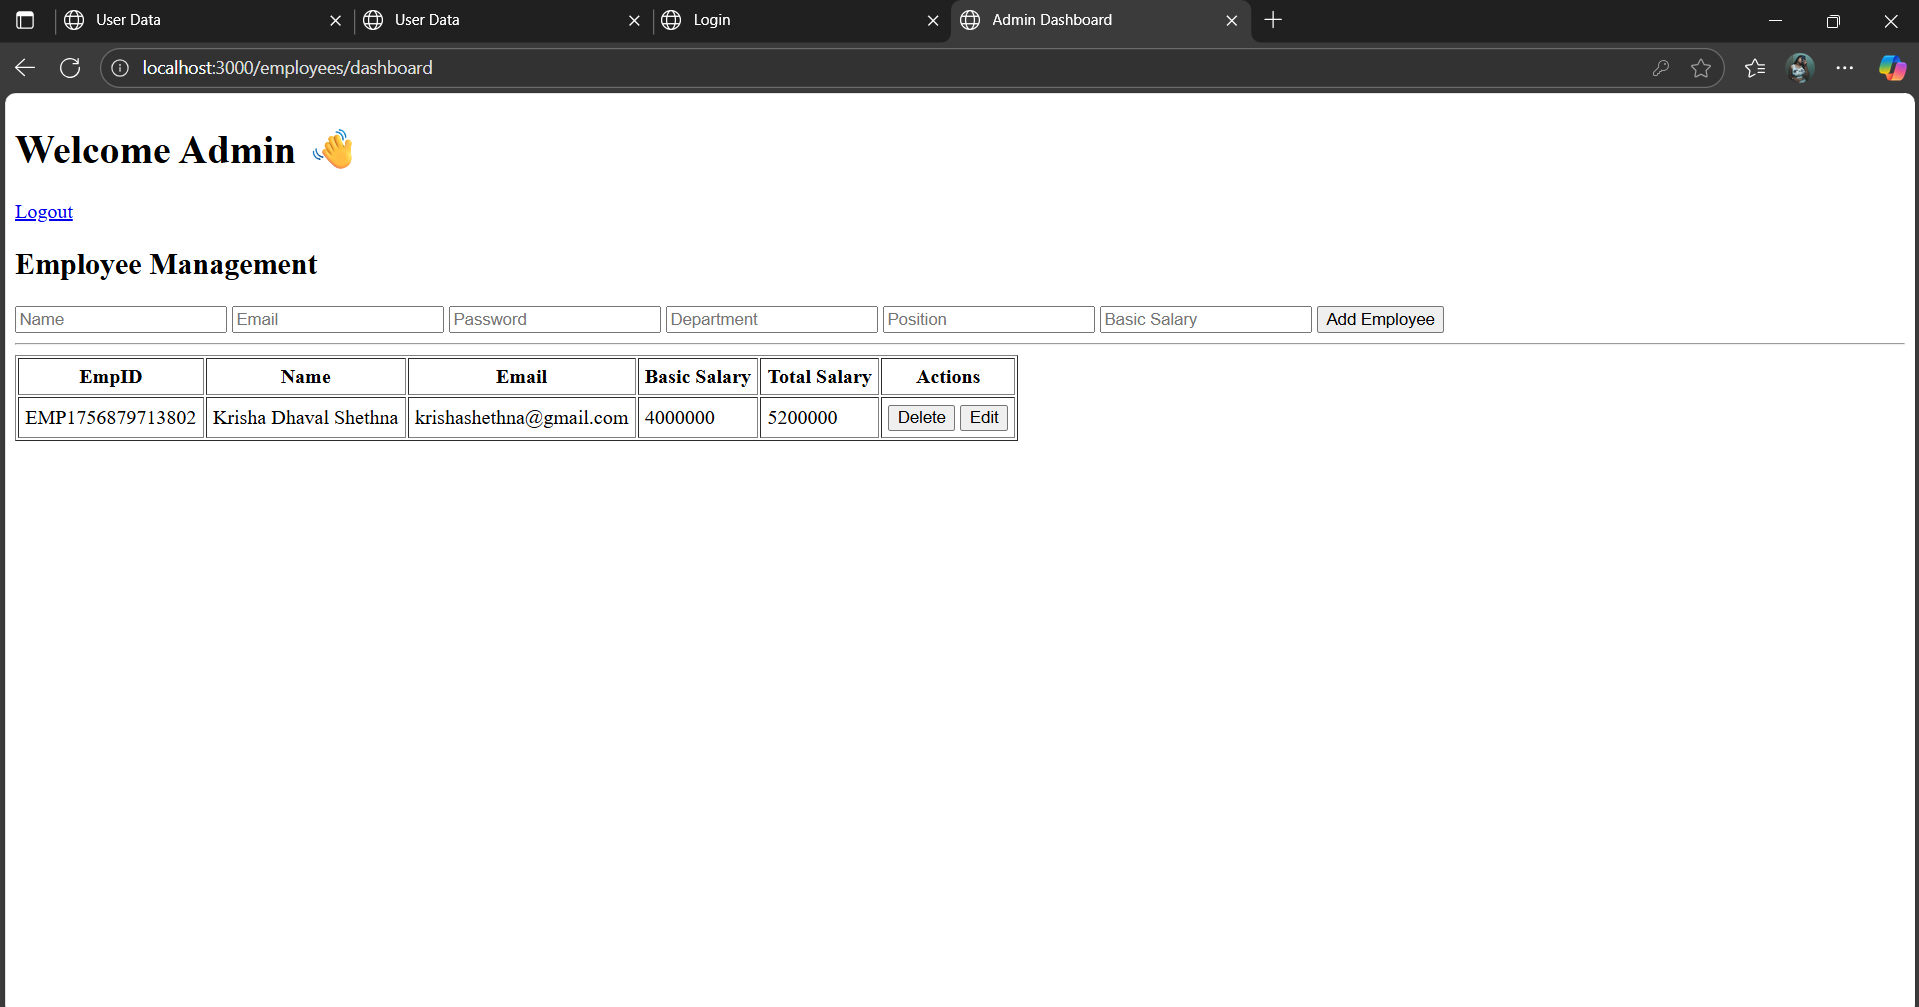 User Data
User Data
Login
Admin Dashboard
localhost:3000/employees/dashboard
Welcome Admin 👋
Logout
Employee Management
Name Email Password Department Position Basic Salary Add Employee
EmpID Name Email Basic Salary Total Salary Actions
EMP1756879713802 Krisha Dhaval Shethna krishashethna@gmail.com 4000000 5200000 Delete Edit